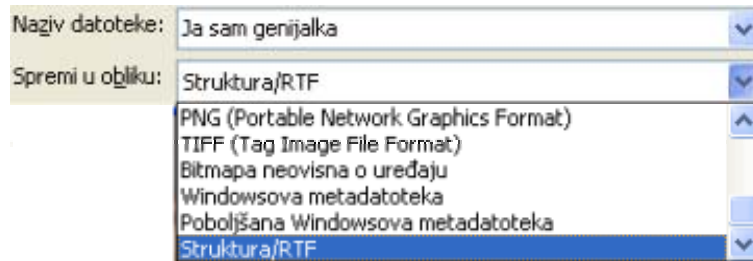 Naziv datoteke: Ja sam genijalka
Spremi u obliku: Struktura/RTF
PNG (Portable Network Graphics Format)
TIFF (Tag Image File Format)
Bitmapa neovisna o uređaju
Windowsova metadatoteka
Poboljšana Windowsova metadatoteka
Struktura/RTF